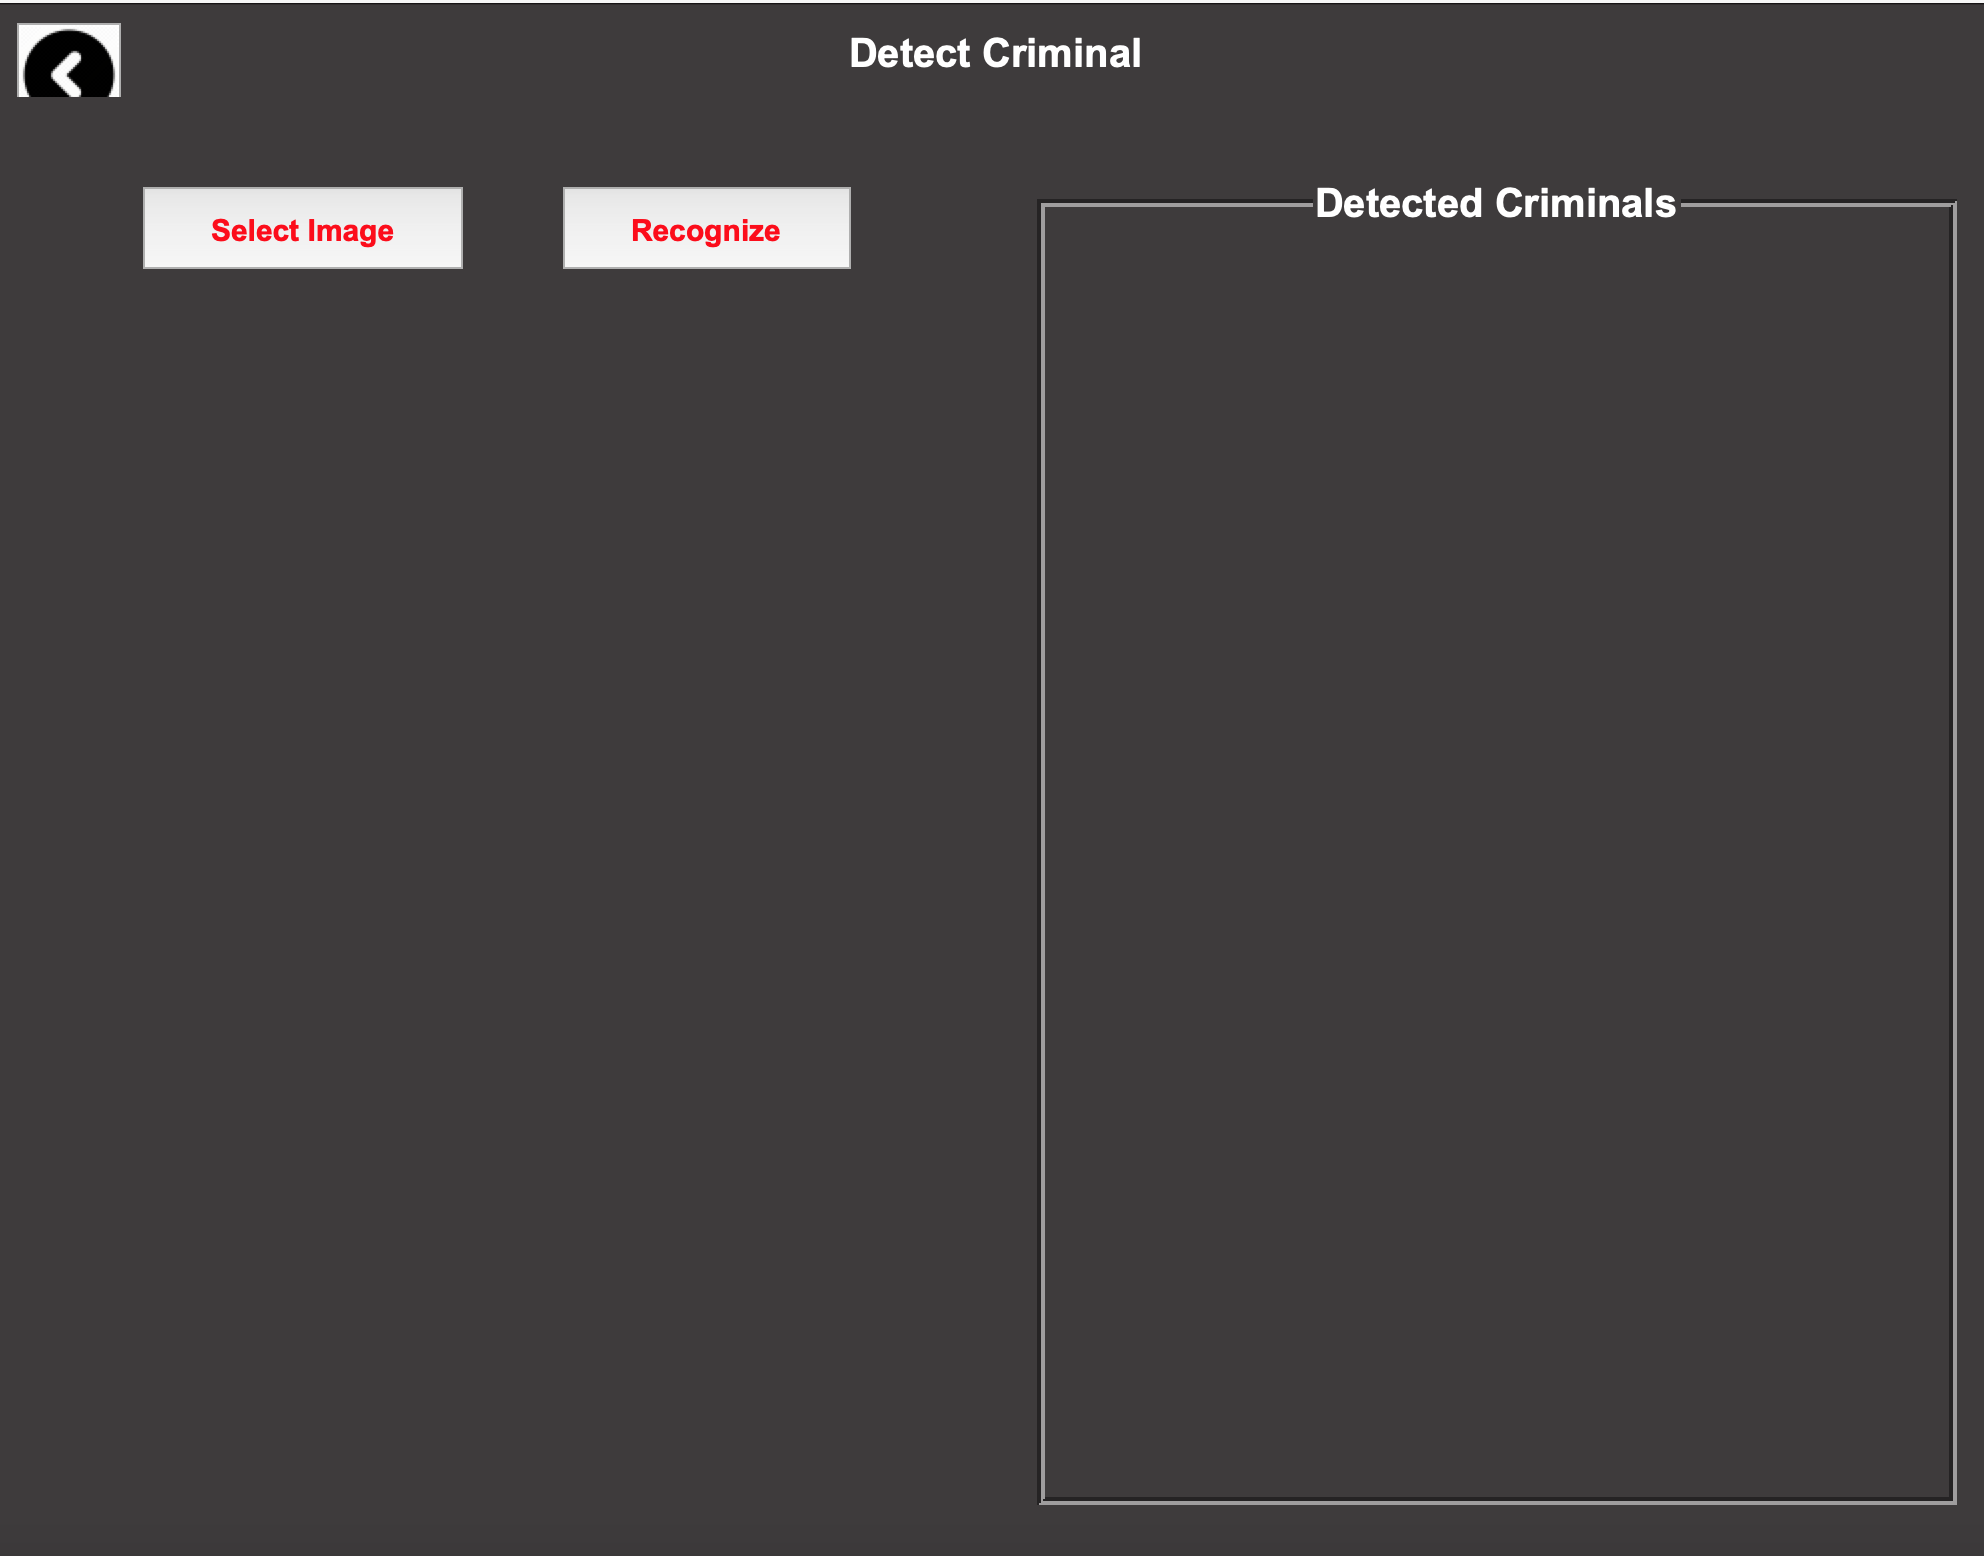 Detect Criminal
Select Image
Recognize
Detected Criminals